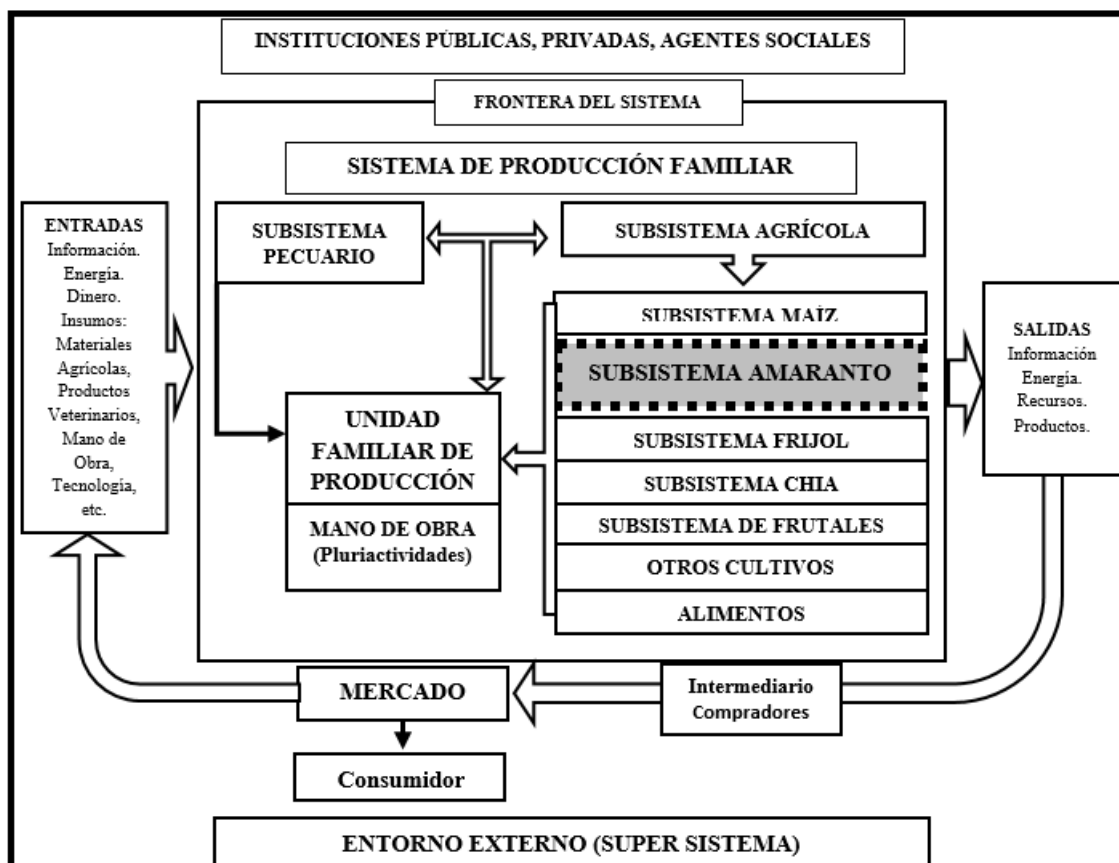 INSTITUCIONES PÚBLICAS, PRIVADAS, AGENTES SOCIALES
FRONTERA DEL SISTEMA
SISTEMA DE PRODUCCIÓN FAMILIAR
ENTRADAS
Información.
Energía.
Dinero.
Insumos:
Materiales
Agrícolas,
Productos
Veterinarios,
Mano de
Obra,
Tecnología,
etc.
SUBSISTEMA
PECUARIO
SUBSISTEMA AGRÍCOLA
SUBSISTEMA MAÍZ
SUBSISTEMA AMARANTO
SUBSISTEMA FRIJOL
SUBSISTEMA CHIA
SUBSISTEMA DE FRUTALES
OTROS CULTIVOS
ALIMENTOS
UNIDAD
FAMILIAR DE
PRODUCCIÓN
MANO DE OBRA
(Pluriactividades)
SALIDAS
Información
Energía.
Recursos.
Productos.
MERCADO
Intermediario
Compradores
Consumidor
ENTORNO EXTERNO (SUPER SISTEMA)